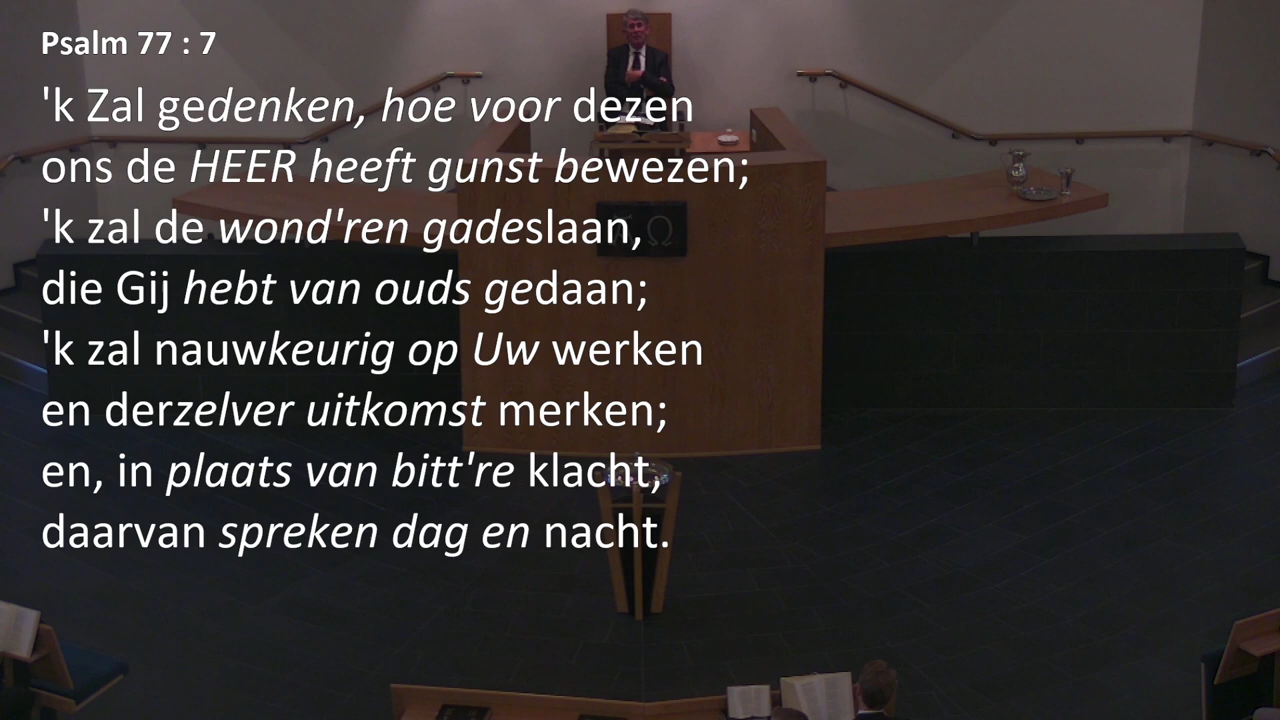 Psalm 77 : 7
'k Zal gedenken, hoe voor dezen
ons de HEER heeft gunst bewezen;
'k zal de wond'ren gadeslaan,
die Gij hebt van ouds gedaan;
'k zal nauwkeurig op Uw werken
en derzelver uitkomst merken;
en, in plaats van bitt're klacht,
daarvan spreken dag en nacht.
Ω